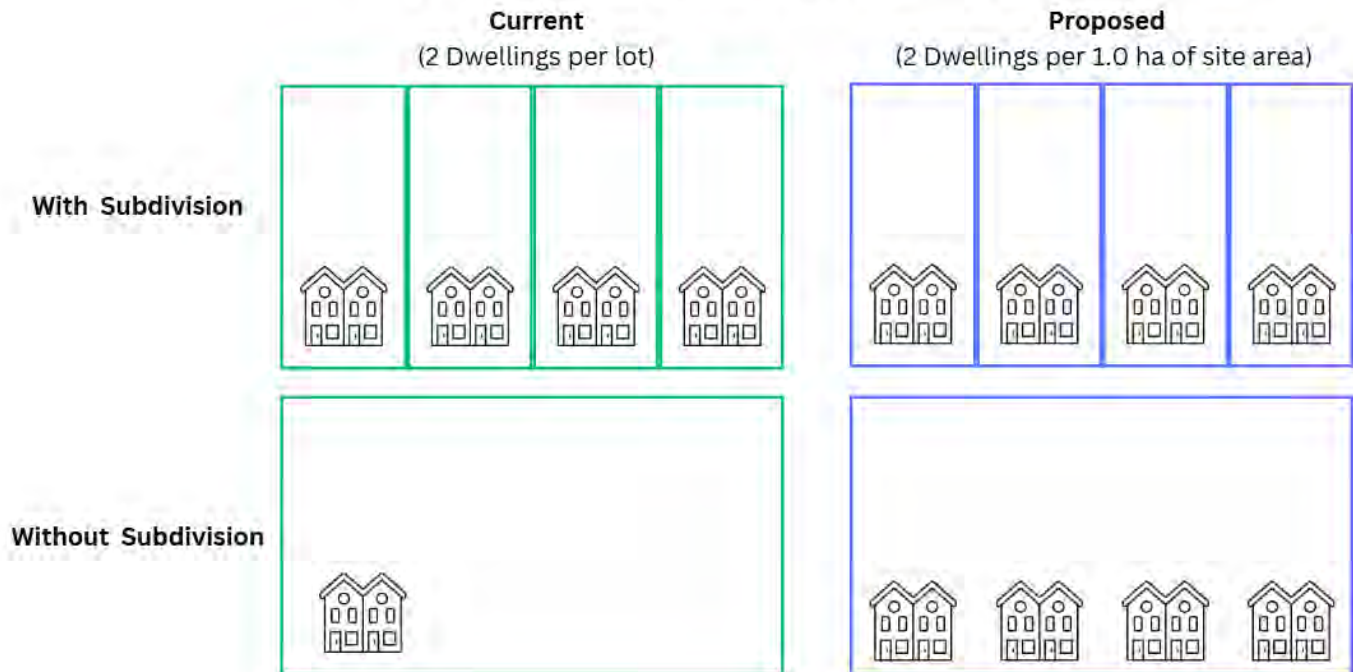 Current
(2 Dwellings per lot)
Proposed
(2 Dwellings per 1.0 ha of site area)
With Subdivision
Without Subdivision